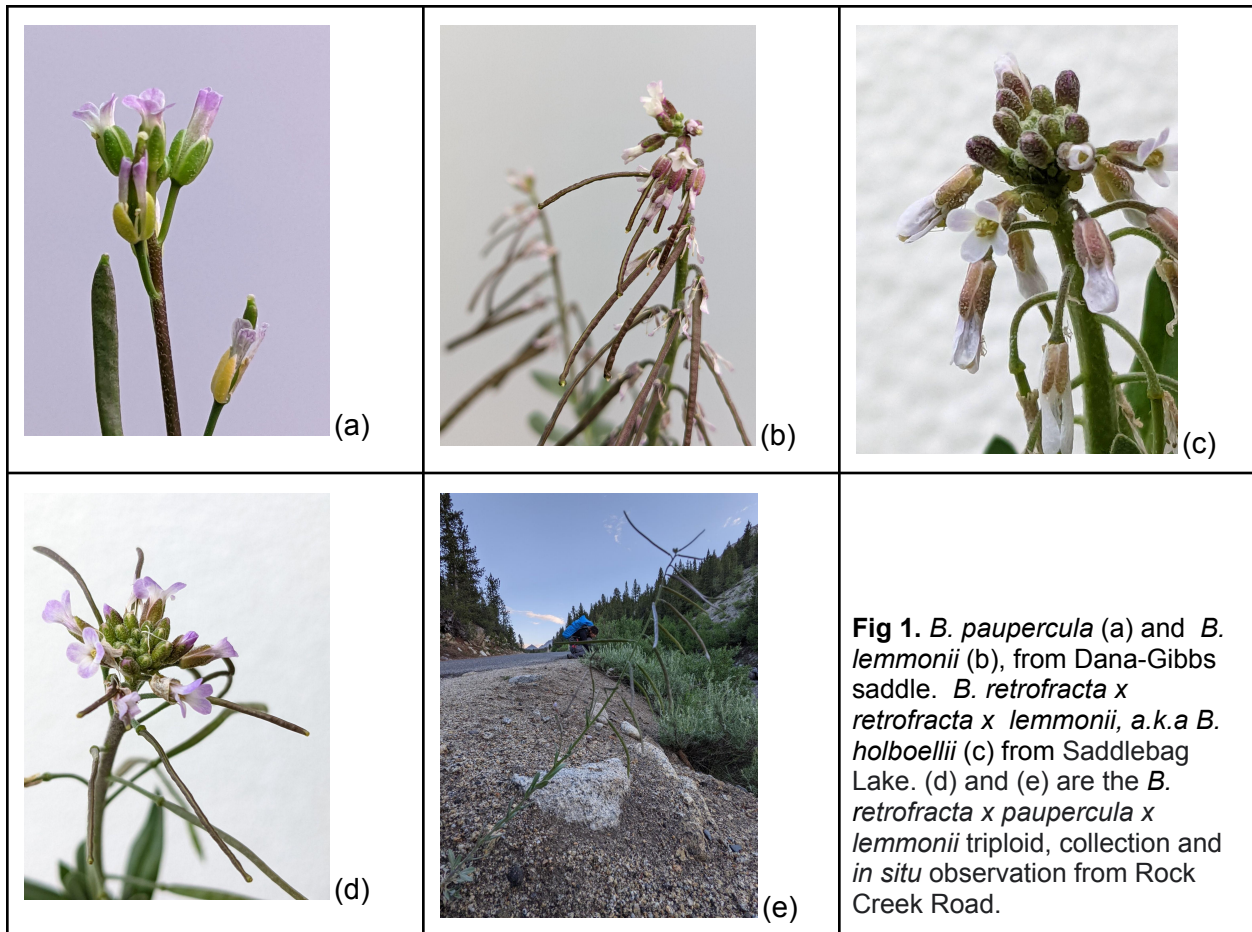 (a)
(b)
(c)
(d)
(e)
Fig 1. B. paupercula (a) and B.
lemmonii (b), from Dana-Gibbs
saddle. B. retrofracta x
retrofracta x lemmonii, a.k.a B.
holboellii (c) from Saddlebag
Lake. (d) and (e) are the B.
retrofracta x paupercula x
lemmonii triploid, collection and
in situ observation from Rock
Creek Road.